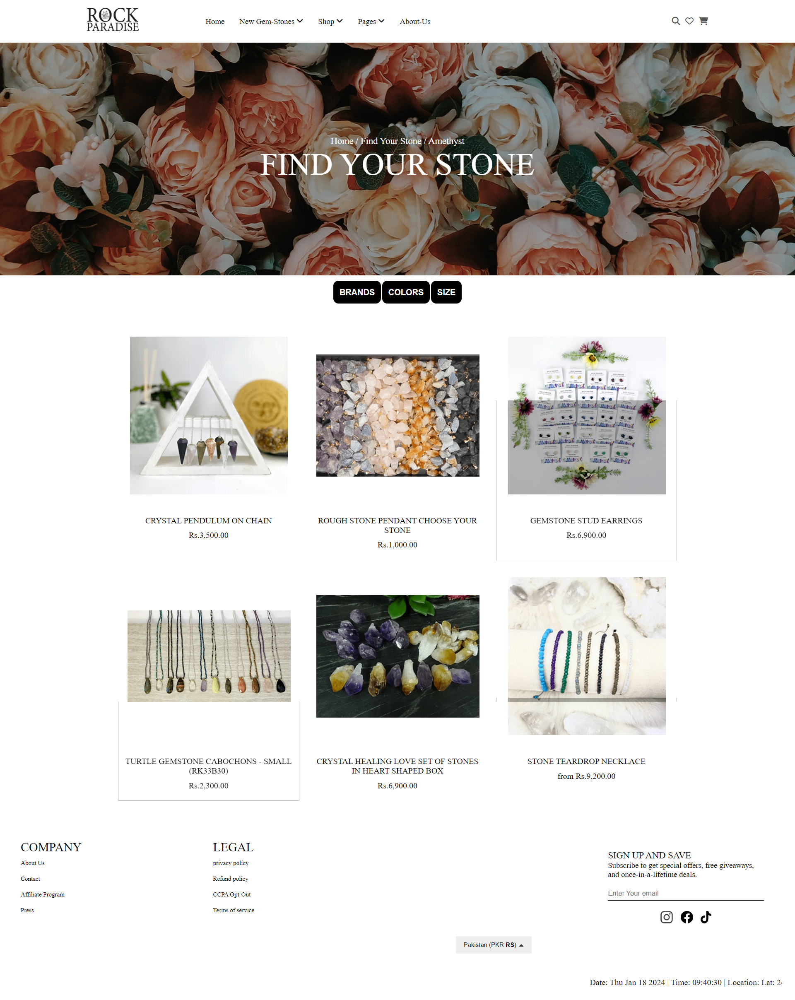 ROCK
PARADISE
Home
New Gem-Stones
Shop
Pages
About-Us
Home / Find Your Stone / Amethyst
FIND YOUR STONE
BRANDS
COLORS
SIZE
CRYSTAL PENDULUM ON CHAIN
Rs.3,500.00
ROUGH STONE PENDANT CHOOSE YOUR
STONE
Rs.1,000.00
GEMSTONE STUD EARRINGS
Rs.6,900.00
TURTLE GEMSTONE CABOCHONS - SMALL
(RK33B30)
Rs.2,300.00
CRYSTAL HEALING LOVE SET OF STONES
IN HEART SHAPED BOX
Rs.6,900.00
STONE TEARDROP NECKLACE
from Rs.9,200.00
COMPANY
About Us
Contact
Affiliate Program
Press
LEGAL
privacy policy
Refund policy
CCPA Opt-Out
Terms of service
SIGN UP AND SAVE
Subscribe to get special offers, free giveaways,
and once-in-a-lifetime deals.
Enter Your email
Pakistan (PKR RS)
Date: Thu Jan 18 2024 | Time: 09:40:30 | Location: Lat: